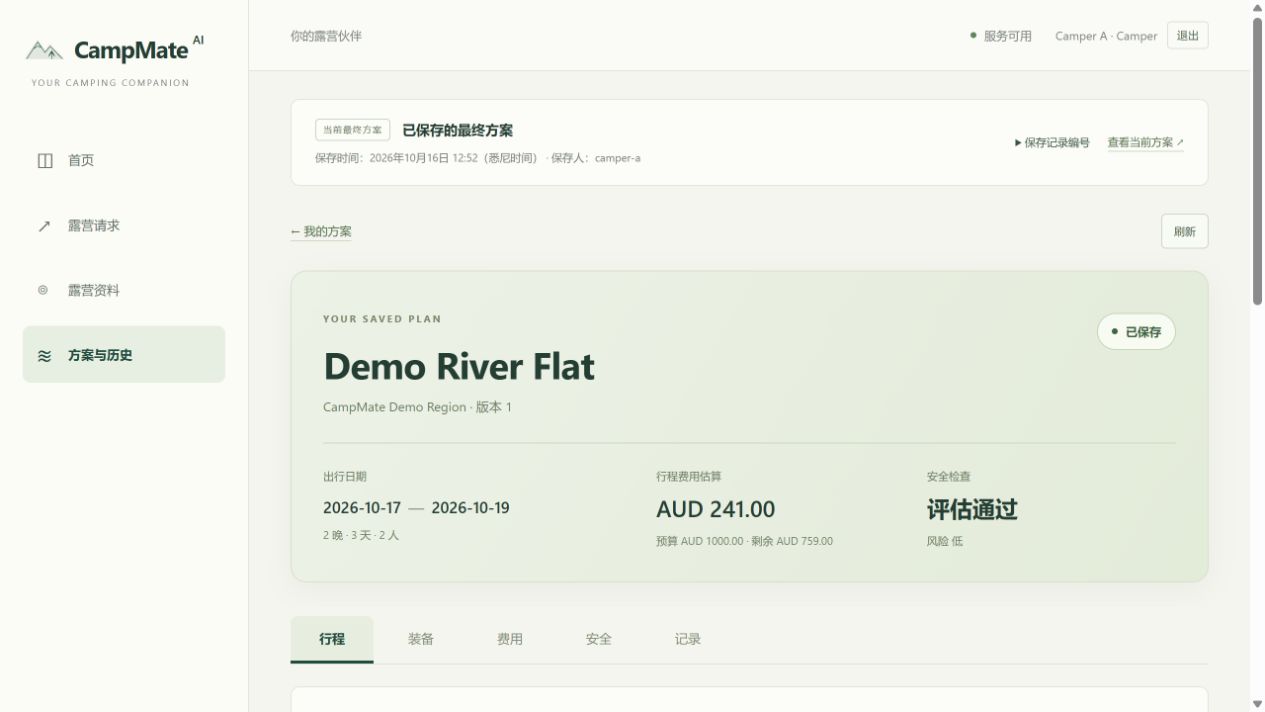 CampMate AI
YOUR CAMPING COMPANION
首页
露营请求
露营资料
方案与历史
你的露营伙伴
服务可用
Camper A · Camper
退出
当前最终方案 已保存的最终方案
保存时间：2026年10月16日 12:52（悉尼时间） · 保存人：camper-a
▶ 保存记录编号
查看当前方案 ↗
← 我的方案
刷新
YOUR SAVED PLAN
已保存
Demo River Flat
CampMate Demo Region · 版本 1
出行日期
2026-10-17 — 2026-10-19
2 晚 · 3 天 · 2 人
行程费用估算
AUD 241.00
预算 AUD 1000.00 · 剩余 AUD 759.00
安全检查
评估通过
风险 低
行程 装备 费用 安全 记录